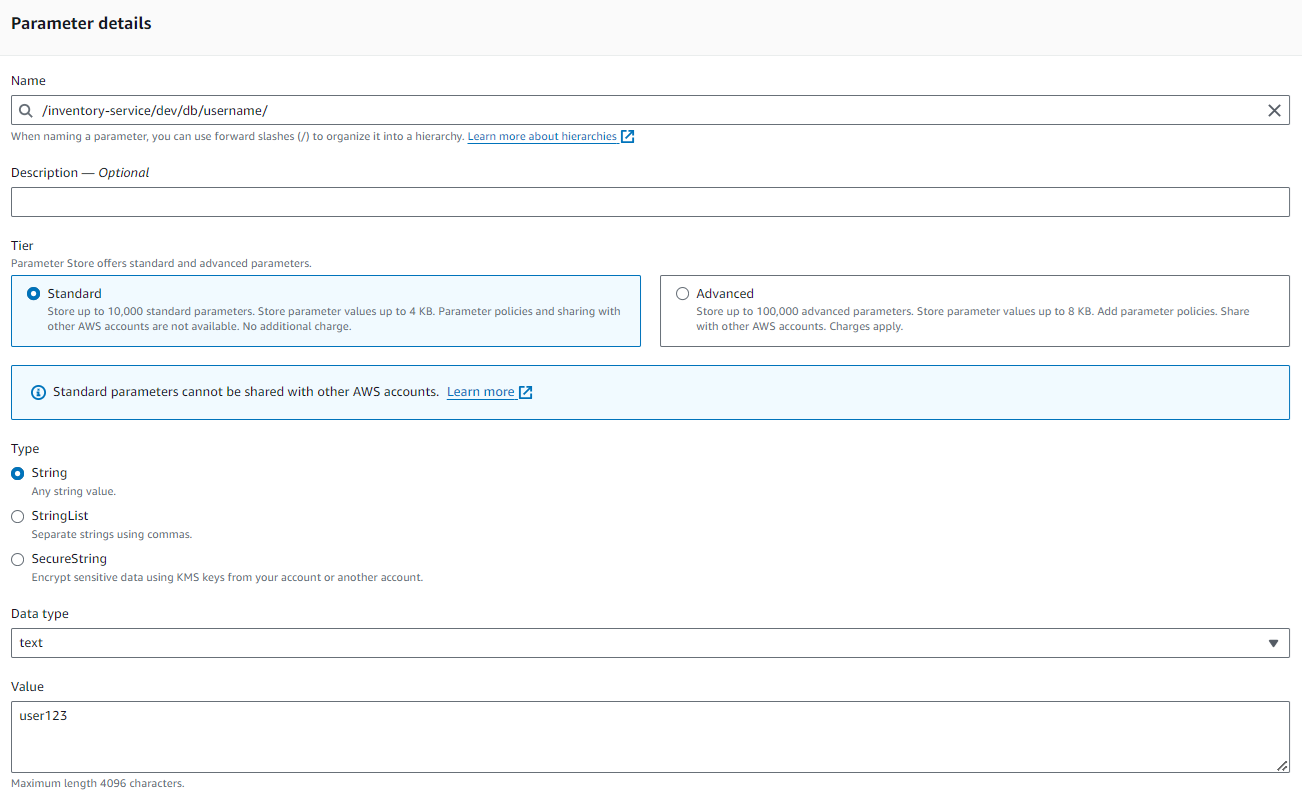 Parameter details
Name
/inventory-service/dev/db/username/
When naming a parameter, you can use forward slashes (/) to organize it into a hierarchy. Learn more about hierarchies
Description — Optional
Tier
Parameter Store offers standard and advanced parameters.
Standard
Store up to 10,000 standard parameters. Store parameter values up to 4 KB. Parameter policies and sharing with
other AWS accounts are not available. No additional charge.
Advanced
Store up to 100,000 advanced parameters. Store parameter values up to 8 KB. Add parameter policies. Share
with other AWS accounts. Charges apply.
Standard parameters cannot be shared with other AWS accounts. Learn more
Type
String
Any string value.
StringList
Separate strings using commas.
SecureString
Encrypt sensitive data using KMS keys from your account or another account.
Data type
text
Value
user123
Maximum length 4096 characters.